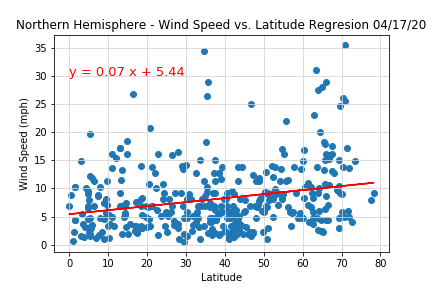 Northern Hemisphere - Wind Speed vs. Latitude Regresion 04/17/20
35
30
25
20
15
10
5
0
Wind Speed (mph)
y = 0.07 x + 5.44
0 10 20 30 40 50 60 70 80
Latitude